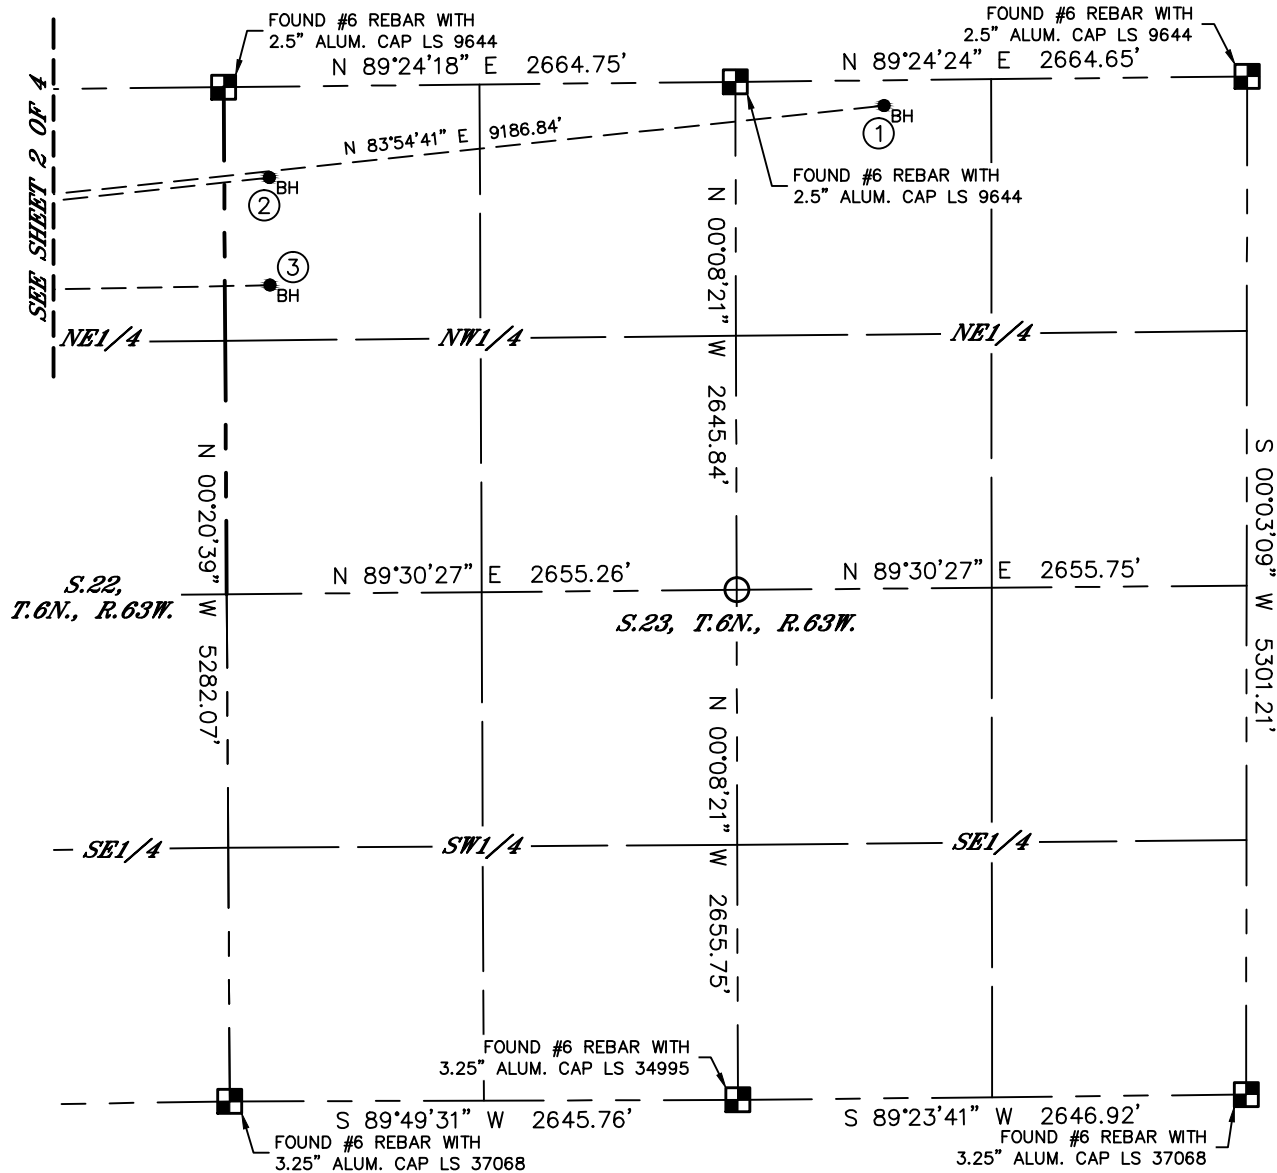 FOUND #6 REBAR WITH
2.5" ALUM. CAP LS 9644
FOUND #6 REBAR WITH
2.5" ALUM. CAP LS 9644
N 89°24'18" E 2664.75'
N 89°24'24" E 2664.65'
SEE SHEET 2 OF 4
N 83°54'41" E 9186.84'
BH
1
FOUND #6 REBAR WITH
2.5" ALUM. CAP LS 9644
BH
2
3
BH
N 00°08'21" W 2645.84'
NE1/4
NW1/4
NE1/4
N 00°20'39" W 5282.07'
S 00°03'09" W 5301.21'
S.22,
T.6N., R.63W.
N 89°30'27" E 2655.26'
N 89°30'27" E 2655.75'
S.23, T.6N., R.63W.
N 00°08'21" W 2655.75'
SE1/4
SW1/4
SE1/4
FOUND #6 REBAR WITH
3.25" ALUM. CAP LS 34995
S 89°49'31" W 2645.76'
S 89°23'41" W 2646.92'
FOUND #6 REBAR WITH
3.25" ALUM. CAP LS 37068
FOUND #6 REBAR WITH
3.25" ALUM. CAP LS 37068